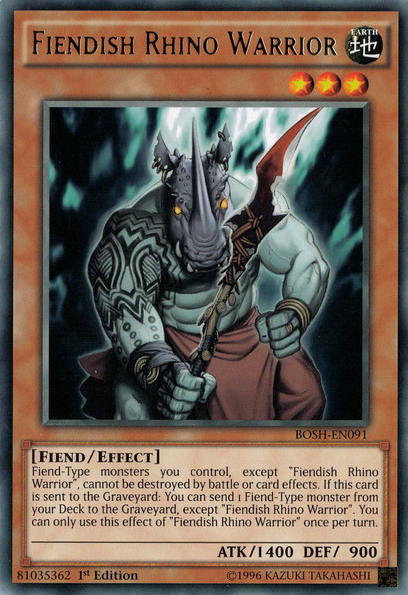 FIENDISH RHINO WARRIOR
EARTH
地
BOSH-EN091
[FIEND/EFFECT]
Fiend-Type monsters you control, except "Fiendish Rhino
Warrior", cannot be destroyed by battle or card effects. If this card
is sent to the Graveyard: You can send 1 Fiend-Type monster from
your Deck to the Graveyard, except "Fiendish Rhino Warrior". You
can only use this effect of "Fiendish Rhino Warrior" once per turn.
ATK/1400 DEF/ 900
81035362 1st Edition ©1996 KAZUKI TAKAHASHI